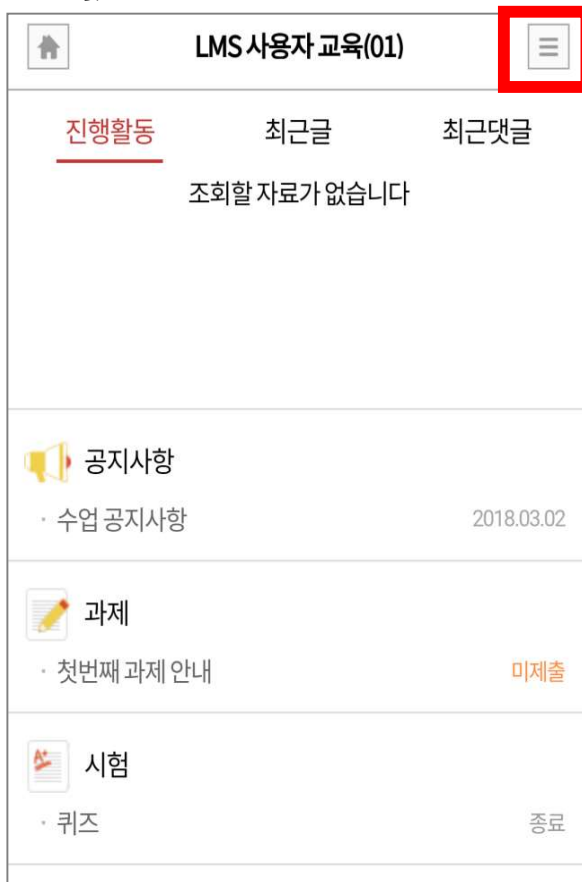 LMS 사용자 교육(01)
진행활동 최근글 최근댓글
조회할 자료가 없습니다
공지사항
· 수업 공지사항 2018.03.02
과제
· 첫번째 과제 안내 미제출
A+
시험
· 퀴즈 종료